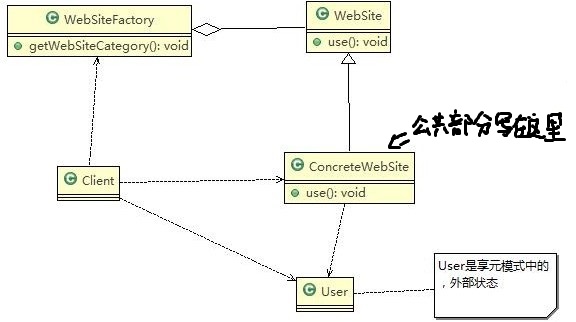 WebSiteFactory
getWebSiteCategory(): void
WebSite
use(): void
公共部分写在这里
ConcreteWebSite
use(): void
Client
User
User是享元模式中的
，外部状态